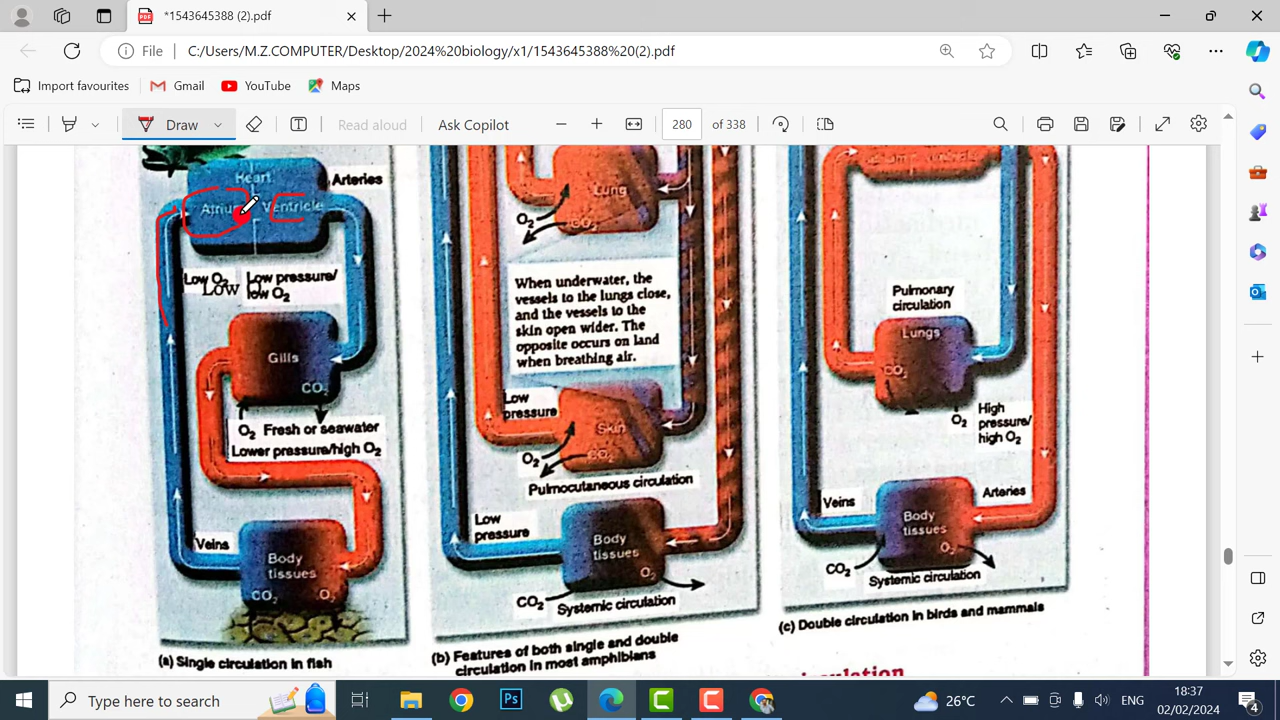 *1543645388 (2).pdf
File
C:/Users/M.Z.COMPUTER/Desktop/2024%20biology/x1/1543645388%20(2).pdf
Import favourites
Gmail
YouTube
Maps
Draw
Read aloud
Ask Copilot
280
of 338
Heart
Atrium
Ventricle
Arteries
Low O2
Low
Low pressure/
low O2
Gills
CO2
O2 Fresh or seawater
Lower pressure/high O2
Veins
Body
tissues
CO2
O2
(a) Single circulation in fish
Lung
O2
CO2
When underwater, the
vessels to the lungs close,
and the vessels to the
skin open wider. The
opposite occurs on land
when breathing air.
Low
pressure
Skin
O2
CO2
Pulmocutaneous circulation
Low
pressure
Body
tissues
O2
CO2
Systemic circulation
(b) Features of both single and double
circulation in most amphibians
Pulmonary
circulation
Lungs
CO2
O2
High
pressure/
high O2
Veins
Arteries
Body
tissues
O2
CO2
Systemic circulation
(c) Double circulation in birds and mammals
Type here to search
Ps
26°C
ENG
18:37
02/02/2024
4